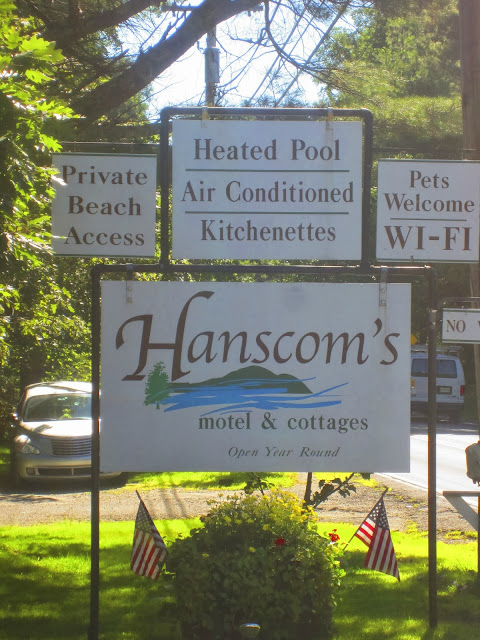 Private
Beach
Access
Heated Pool
Air Conditioned
Kitchenettes
Pets
Welcome
WI-FI
Hanscom's
motel & cottages
Open Year Round
NO